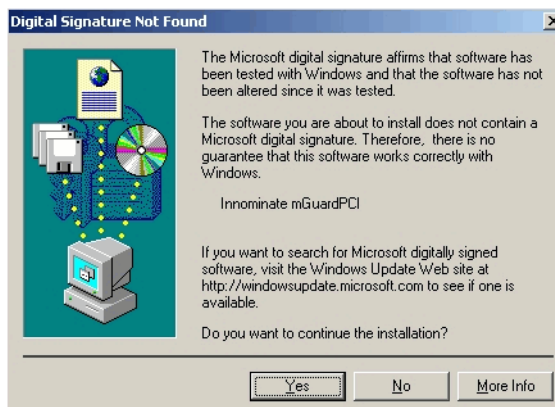 Digital Signature Not Found
The Microsoft digital signature affirms that software has
been tested with Windows and that the software has not
been altered since it was tested.
The software you are about to install does not contain a
Microsoft digital signature. Therefore, there is no
guarantee that this software works correctly with
Windows.
Innominate mGuardPCI
If you want to search for Microsoft digitally signed
software, visit the Windows Update Web site at
http://windowsupdate.microsoft.com to see if one is
available.
Do you want to continue the installation?
Yes No More Info